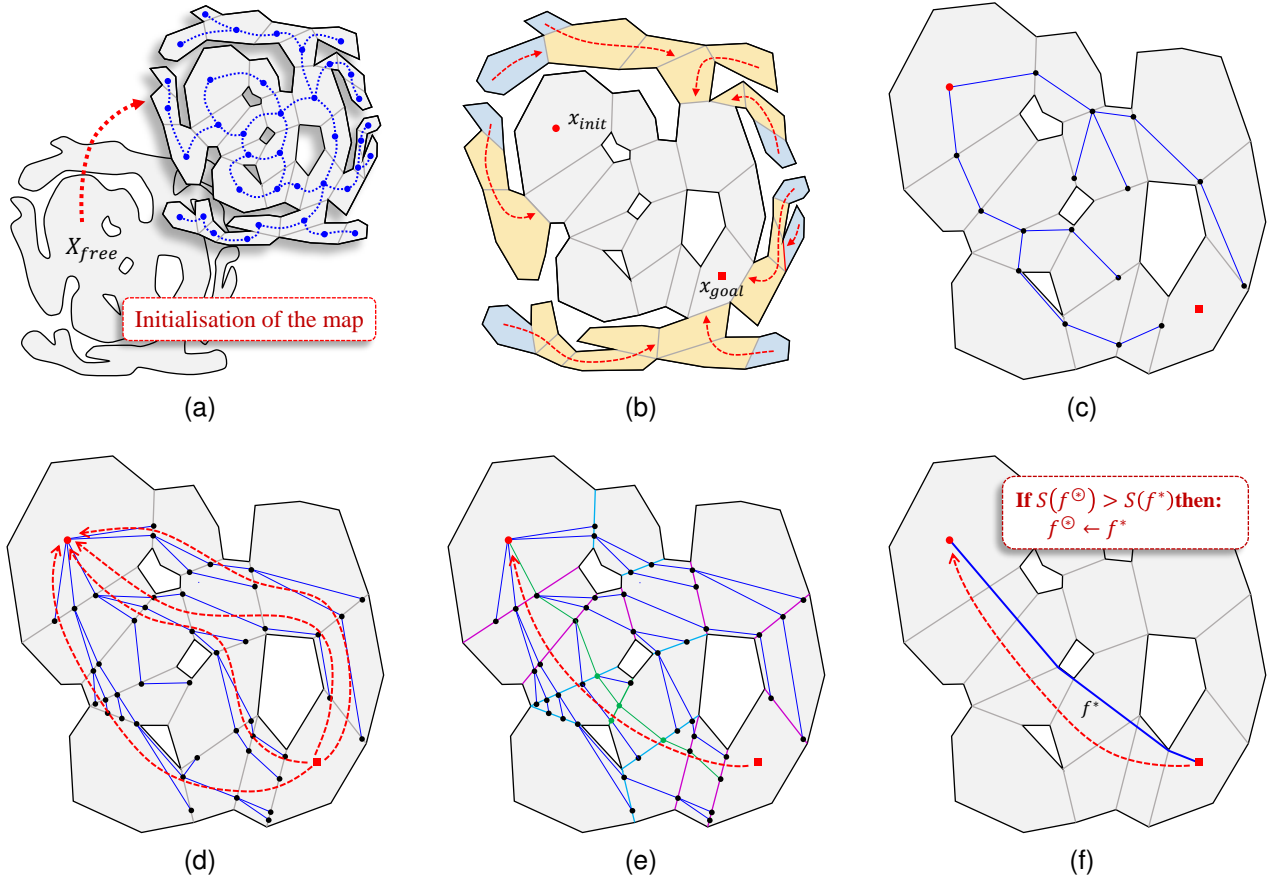 X_free
Initialisation of the map
(a)
x_init
x_goal
(b)
(c)
(d)
(e)
If S(f^⊛) > S(f^*)then:
f^⊛ ← f^*
f^*
(f)